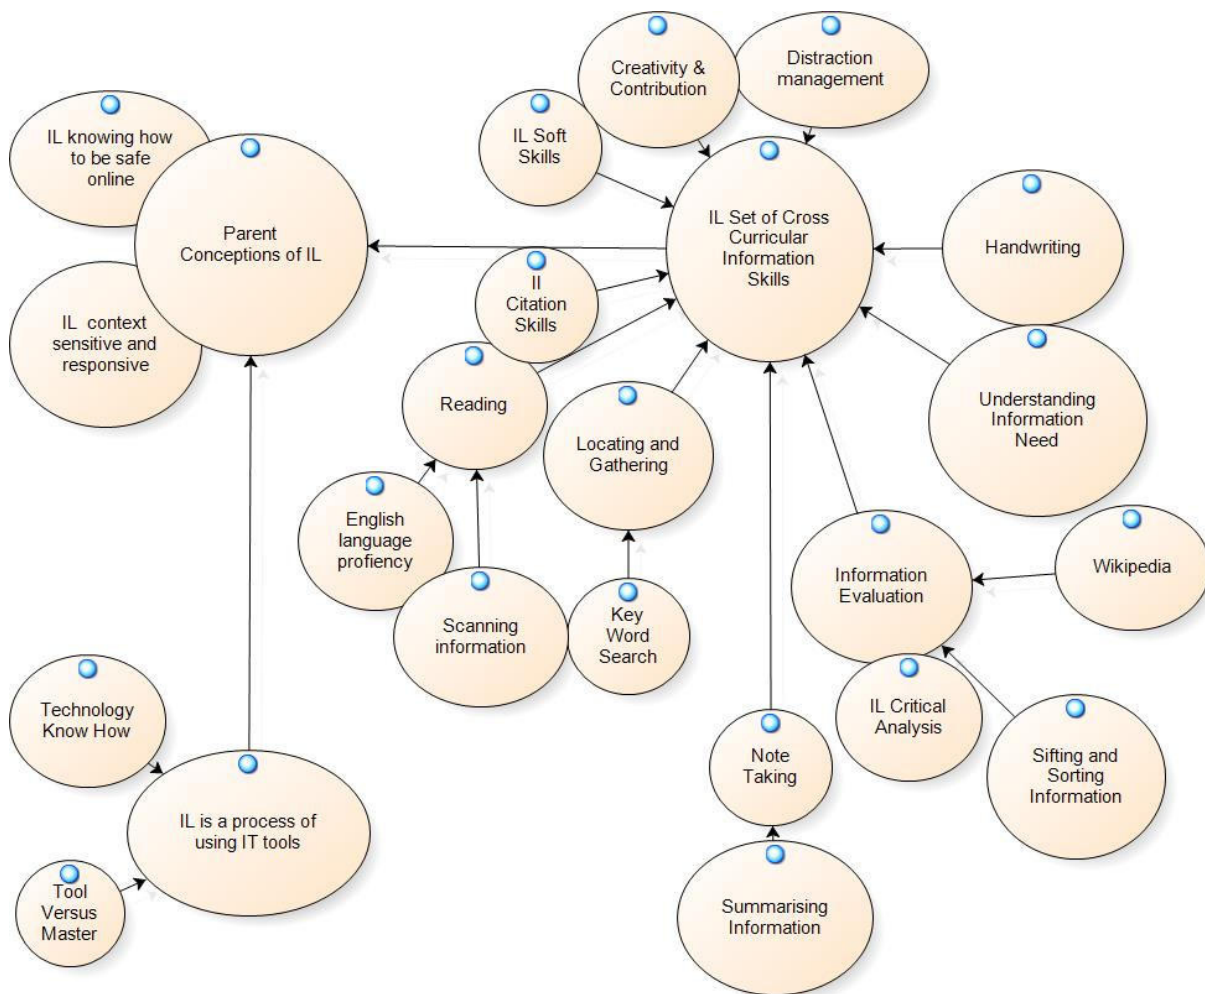 Creativity &
Contribution
Distraction
management
IL knowing how
to be safe
online
IL Soft
Skills
Parent
Conceptions of IL
IL Set of Cross
Curricular
Information
Skills
Handwriting
II
Citation
Skills
IL context
sensitive and
responsive
Reading
Locating and
Gathering
Understanding
Information
Need
English
language
profiency
Information
Evaluation
Wikipedia
Scanning
information
Key
Word
Search
Technology
Know How
IL Critical
Analysis
Note
Taking
Sifting and
Sorting
Information
IL is a process of
using IT tools
Tool
Versus
Master
Summarising
Information